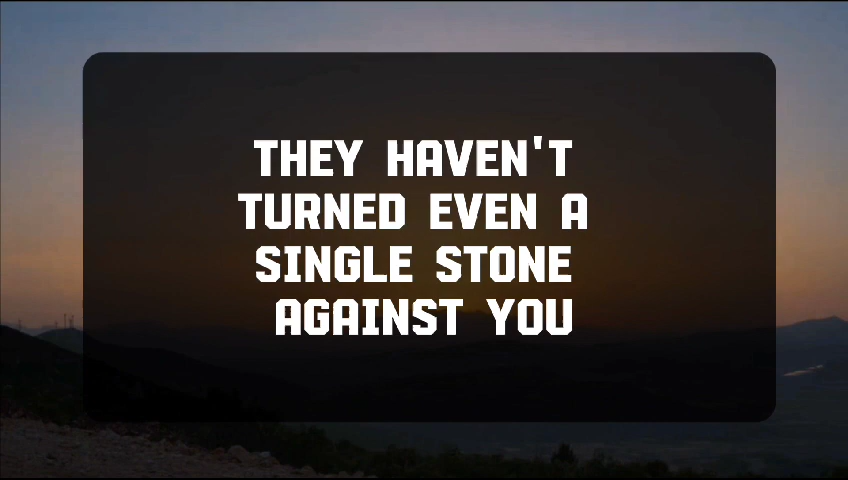 THEY HAVEN'T
TURNED EVEN A
SINGLE STONE
AGAINST YOU